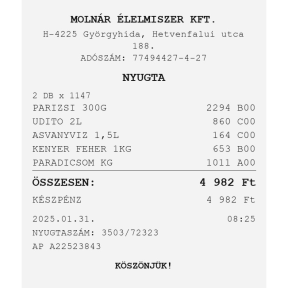 MOLNÁR ÉLELMISZER KFT.
H-4225 Györgyhida, Hetvenfalui utca
188.
ADÓSZÁM: 77494427-4-27
NYUGTA
2 DB x 1147
PARIZSI 300G 2294 B00
UDITO 2L 860 C00
ASVANYVIZ 1,5L 164 C00
KENYER FEHER 1KG 653 B00
PARADICSOM KG 1011 A00
ÖSSZESEN: 4 982 Ft
KÉSZPÉNZ 4 982 Ft
2025.01.31. 08:25
NYUGTASZÁM: 3503/72323
AP A22523843
KÖSZÖNJÜK!